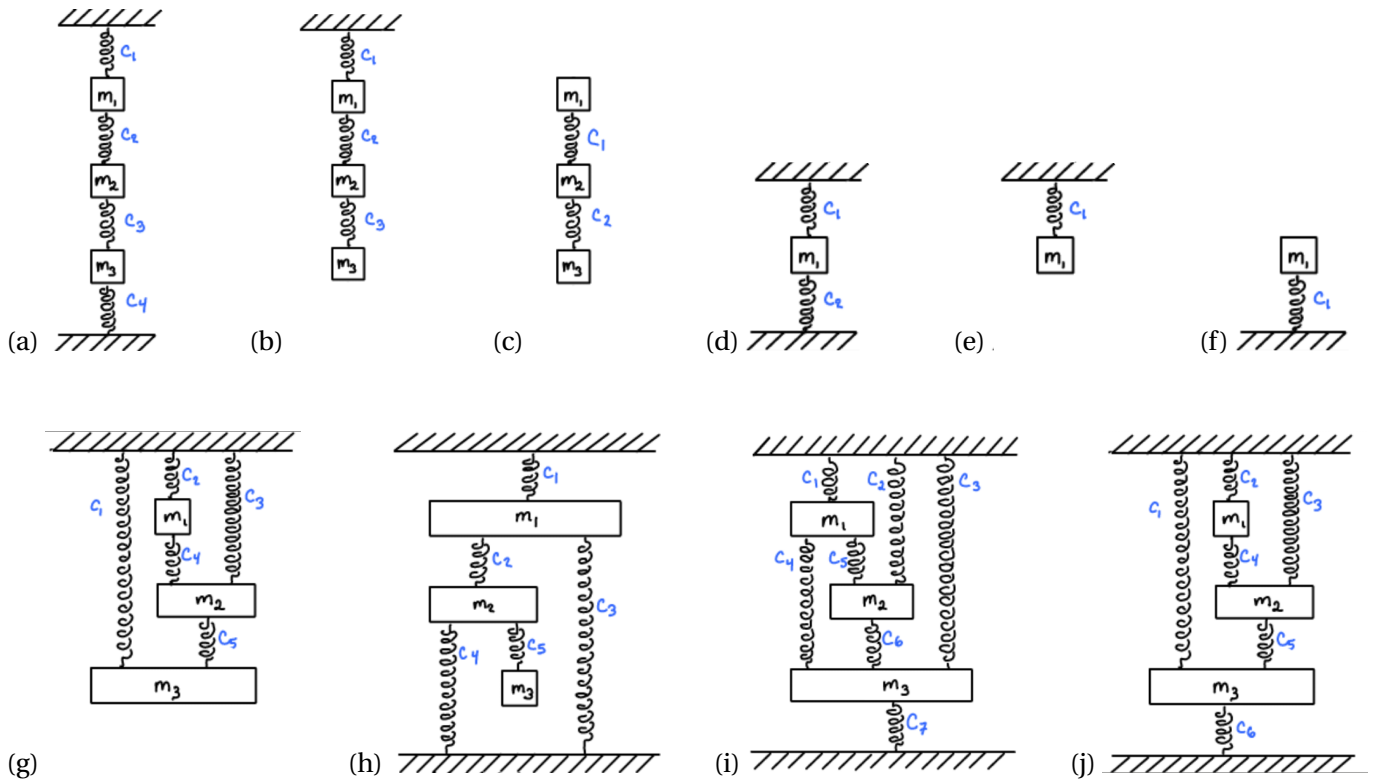 C₁ C₁
m₁ m₁ m₁
C₂ C₂ C₁
m₂ m₂ m₂ C₁ C₁
C₃ C₃ C₂ m₁ m₁ m₁
m₃ m₃ m₃
C₄ C₂ C₁
(a) (b) (c) (d) (e) (f)
C₂ C₁ C₁ C₂ C₃ C₂
C₁ C₃ C₁ C₃
m₁ m₁ m₁ m₁
C₄ C₂ C₄ C₅ C₄
m₂ m₂ C₃ m₂ m₂
C₅ C₄ C₅ C₆ C₅
m₃ m₃ m₃ m₃
C₇ C₆
(g) (h) (i) (j)